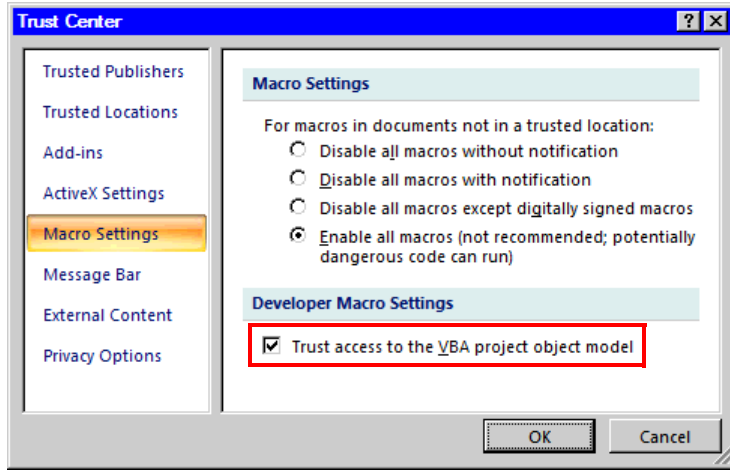 Trust Center
Trusted Publishers
Trusted Locations
Add-ins
ActiveX Settings
Macro Settings
Message Bar
External Content
Privacy Options
Macro Settings
For macros in documents not in a trusted location:
Disable all macros without notification
Disable all macros with notification
Disable all macros except digitally signed macros
Enable all macros (not recommended; potentially
dangerous code can run)
Developer Macro Settings
Trust access to the VBA project object model
OK
Cancel